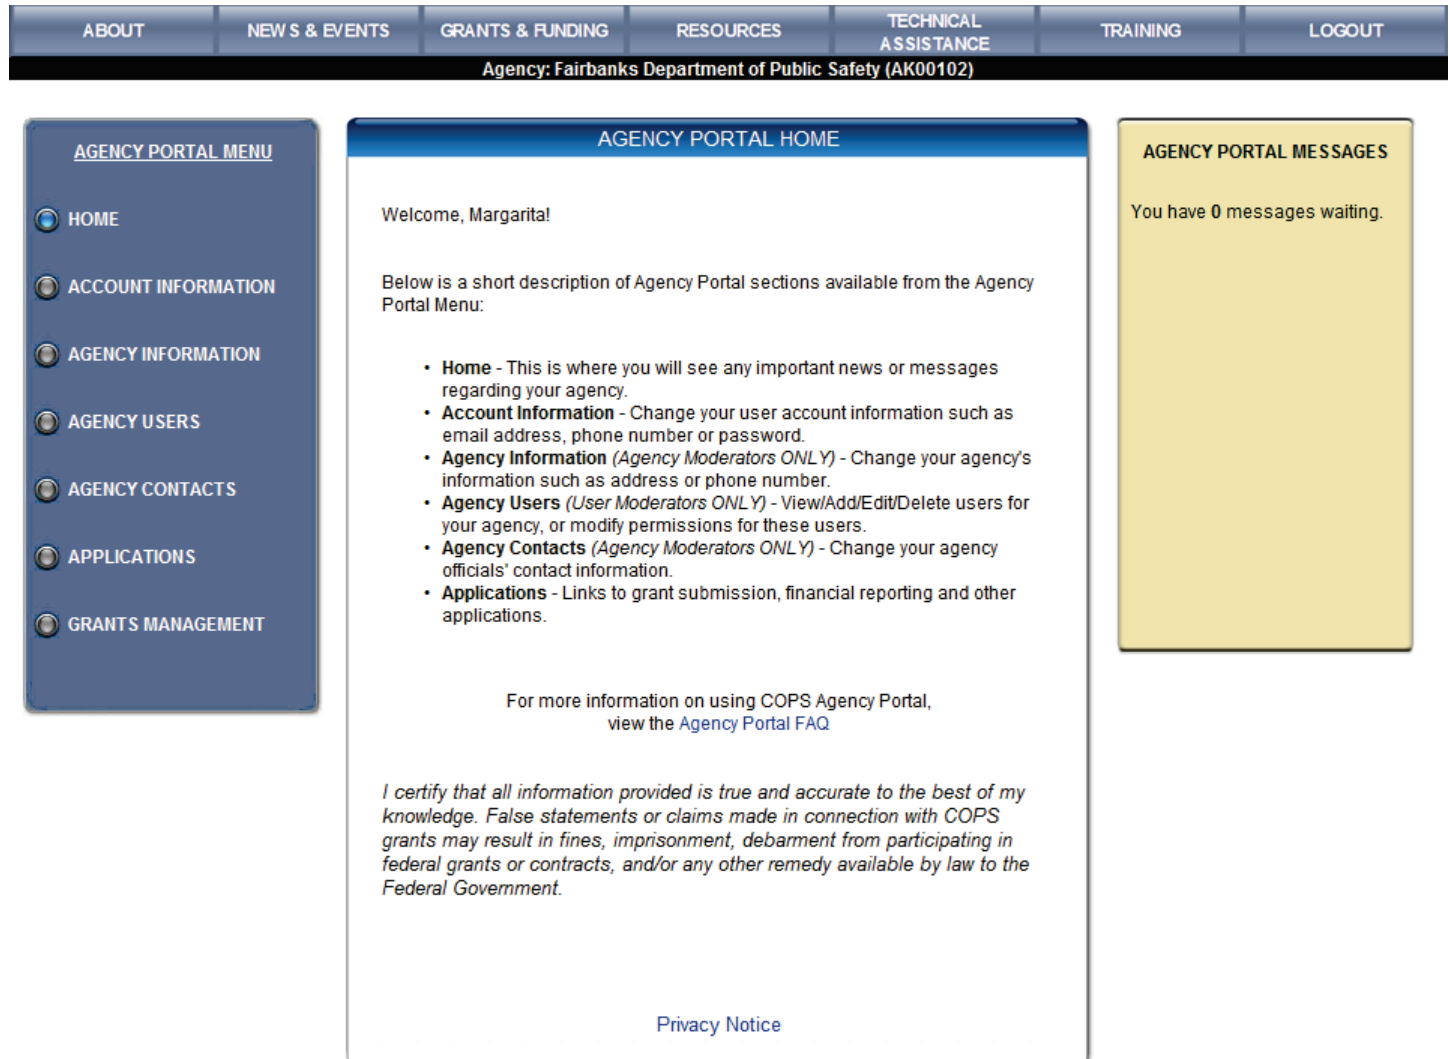 ABOUT
NEWS & EVENTS
GRANTS & FUNDING
RESOURCES
TECHNICAL
ASSISTANCE
TRAINING
LOGOUT
Agency: Fairbanks Department of Public Safety (AK00102)
AGENCY PORTAL MENU
HOME
ACCOUNT INFORMATION
AGENCY INFORMATION
AGENCY USERS
AGENCY CONTACTS
APPLICATIONS
GRANTS MANAGEMENT
AGENCY PORTAL HOME
Welcome, Margarita!
Below is a short description of Agency Portal sections available from the Agency
Portal Menu:
• Home - This is where you will see any important news or messages
regarding your agency.
• Account Information - Change your user account information such as
email address, phone number or password.
• Agency Information (Agency Moderators ONLY) - Change your agency's
information such as address or phone number.
• Agency Users (User Moderators ONLY) - View/Add/Edit/Delete users for
your agency, or modify permissions for these users.
• Agency Contacts (Agency Moderators ONLY) - Change your agency
officials' contact information.
• Applications - Links to grant submission, financial reporting and other
applications.
For more information on using COPS Agency Portal,
view the Agency Portal FAQ
I certify that all information provided is true and accurate to the best of my
knowledge. False statements or claims made in connection with COPS
grants may result in fines, imprisonment, debarment from participating in
federal grants or contracts, and/or any other remedy available by law to the
Federal Government.
Privacy Notice
AGENCY PORTAL MESSAGES
You have 0 messages waiting.